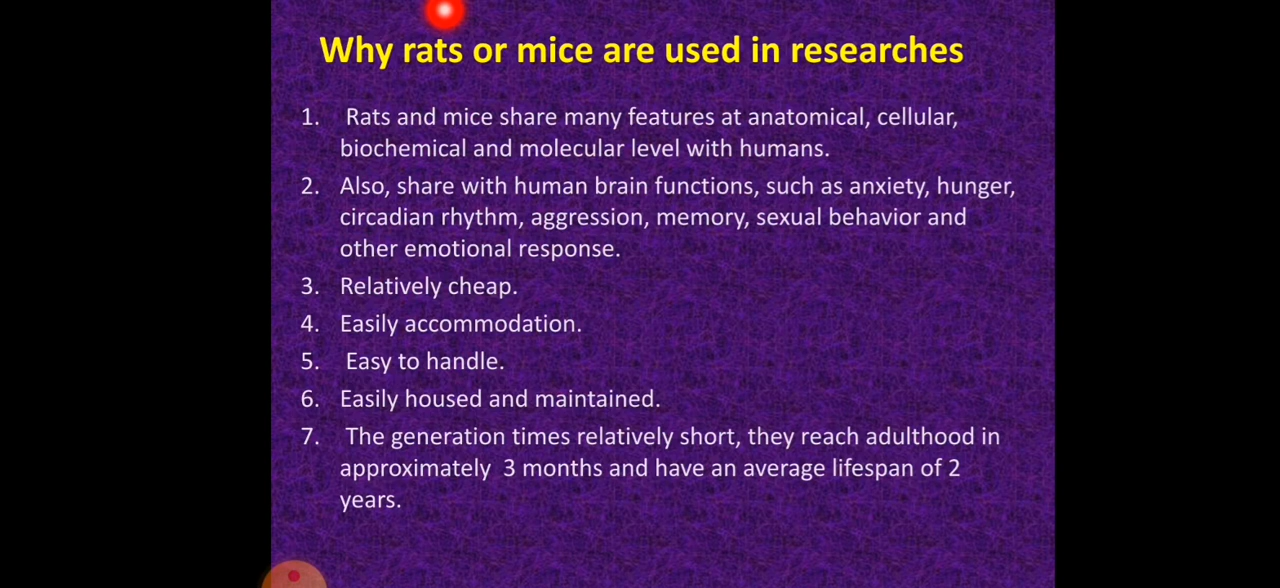 Why rats or mice are used in researches
1. Rats and mice share many features at anatomical, cellular,
biochemical and molecular level with humans.
2. Also, share with human brain functions, such as anxiety, hunger,
circadian rhythm, aggression, memory, sexual behavior and
other emotional response.
3. Relatively cheap.
4. Easily accommodation.
5. Easy to handle.
6. Easily housed and maintained.
7. The generation times relatively short, they reach adulthood in
approximately 3 months and have an average lifespan of 2
years.